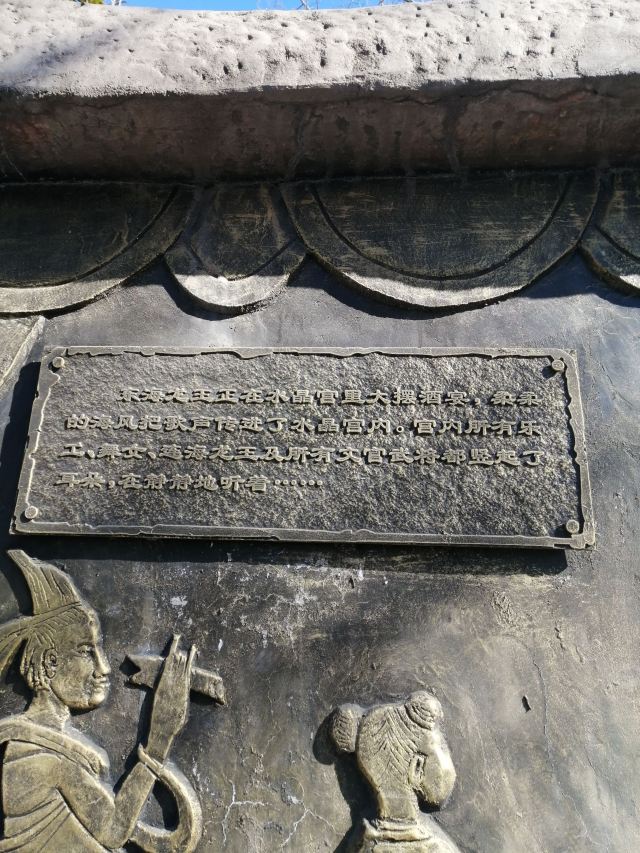 东海龙王正在水晶宫里大摆酒宴，柔柔
的海风把歌声传进了水晶宫内。宫内所有乐
工、舞女、连海龙王及所有文官武将都竖起了
耳朵，在静静地听着……